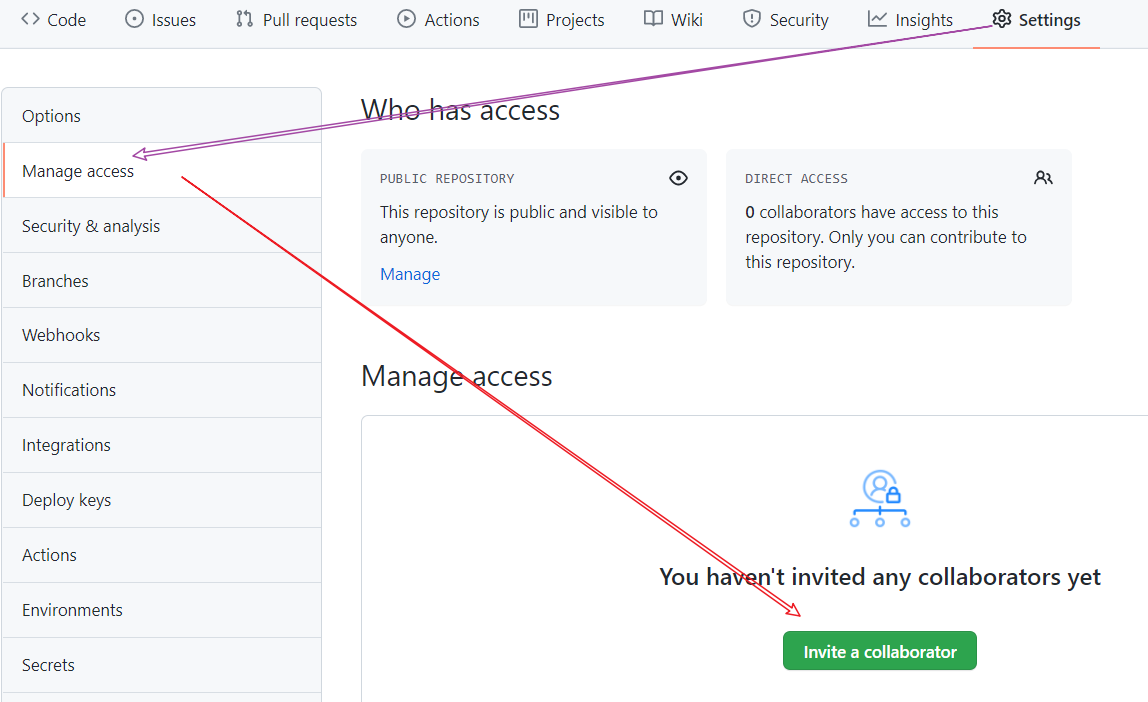 Code Issues Pull requests Actions Projects Wiki Security Insights Settings
Options
Manage access
Security & analysis
Branches
Webhooks
Notifications
Integrations
Deploy keys
Actions
Environments
Secrets
Who has access
PUBLIC REPOSITORY
This repository is public and visible to
anyone.
Manage
DIRECT ACCESS
0 collaborators have access to this
repository. Only you can contribute to
this repository.
Manage access
You haven't invited any collaborators yet
Invite a collaborator